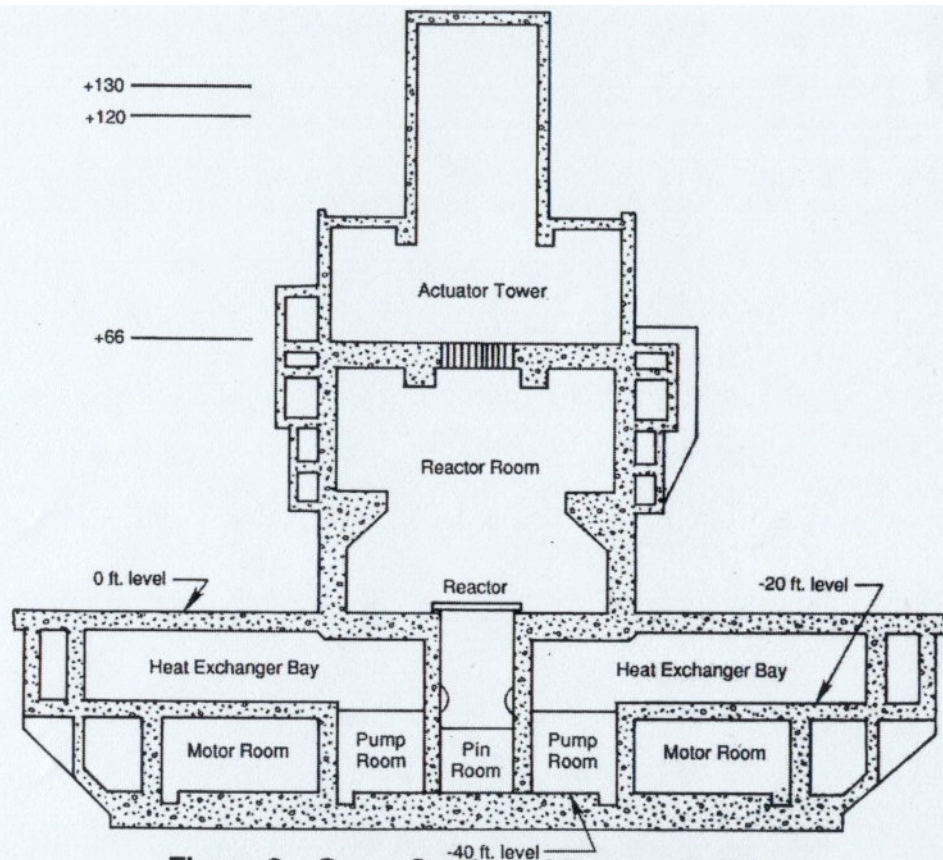 +130
+120
Actuator Tower
+66
Reactor Room
0 ft. level
Reactor
-20 ft. level
Heat Exchanger Bay
Heat Exchanger Bay
Motor Room
Pump
Room
Pin
Room
Pump
Room
Motor Room
-40 ft. level